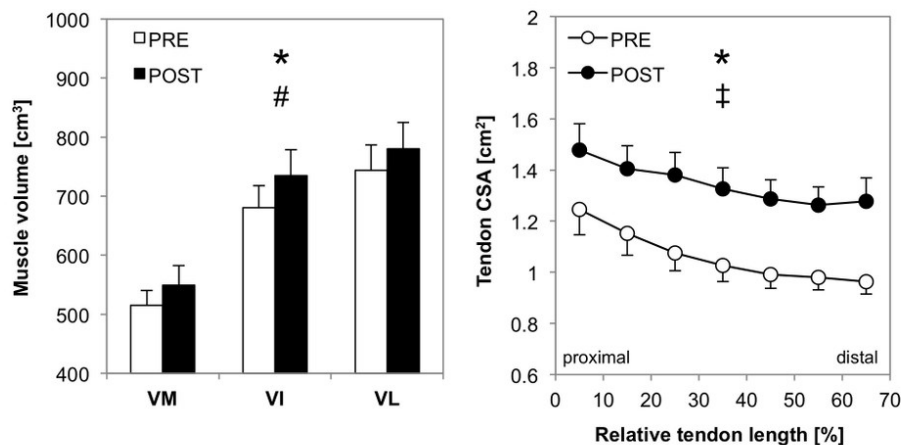 Muscle volume [cm³]
1000
900
800
700
600
500
400
PRE
POST
*
#
VM VI VL
Tendon CSA [cm²]
2
1.8
1.6
1.4
1.2
1
0.8
0.6
PRE
POST
*
‡
proximal distal
0 10 20 30 40 50 60 70
Relative tendon length [%]